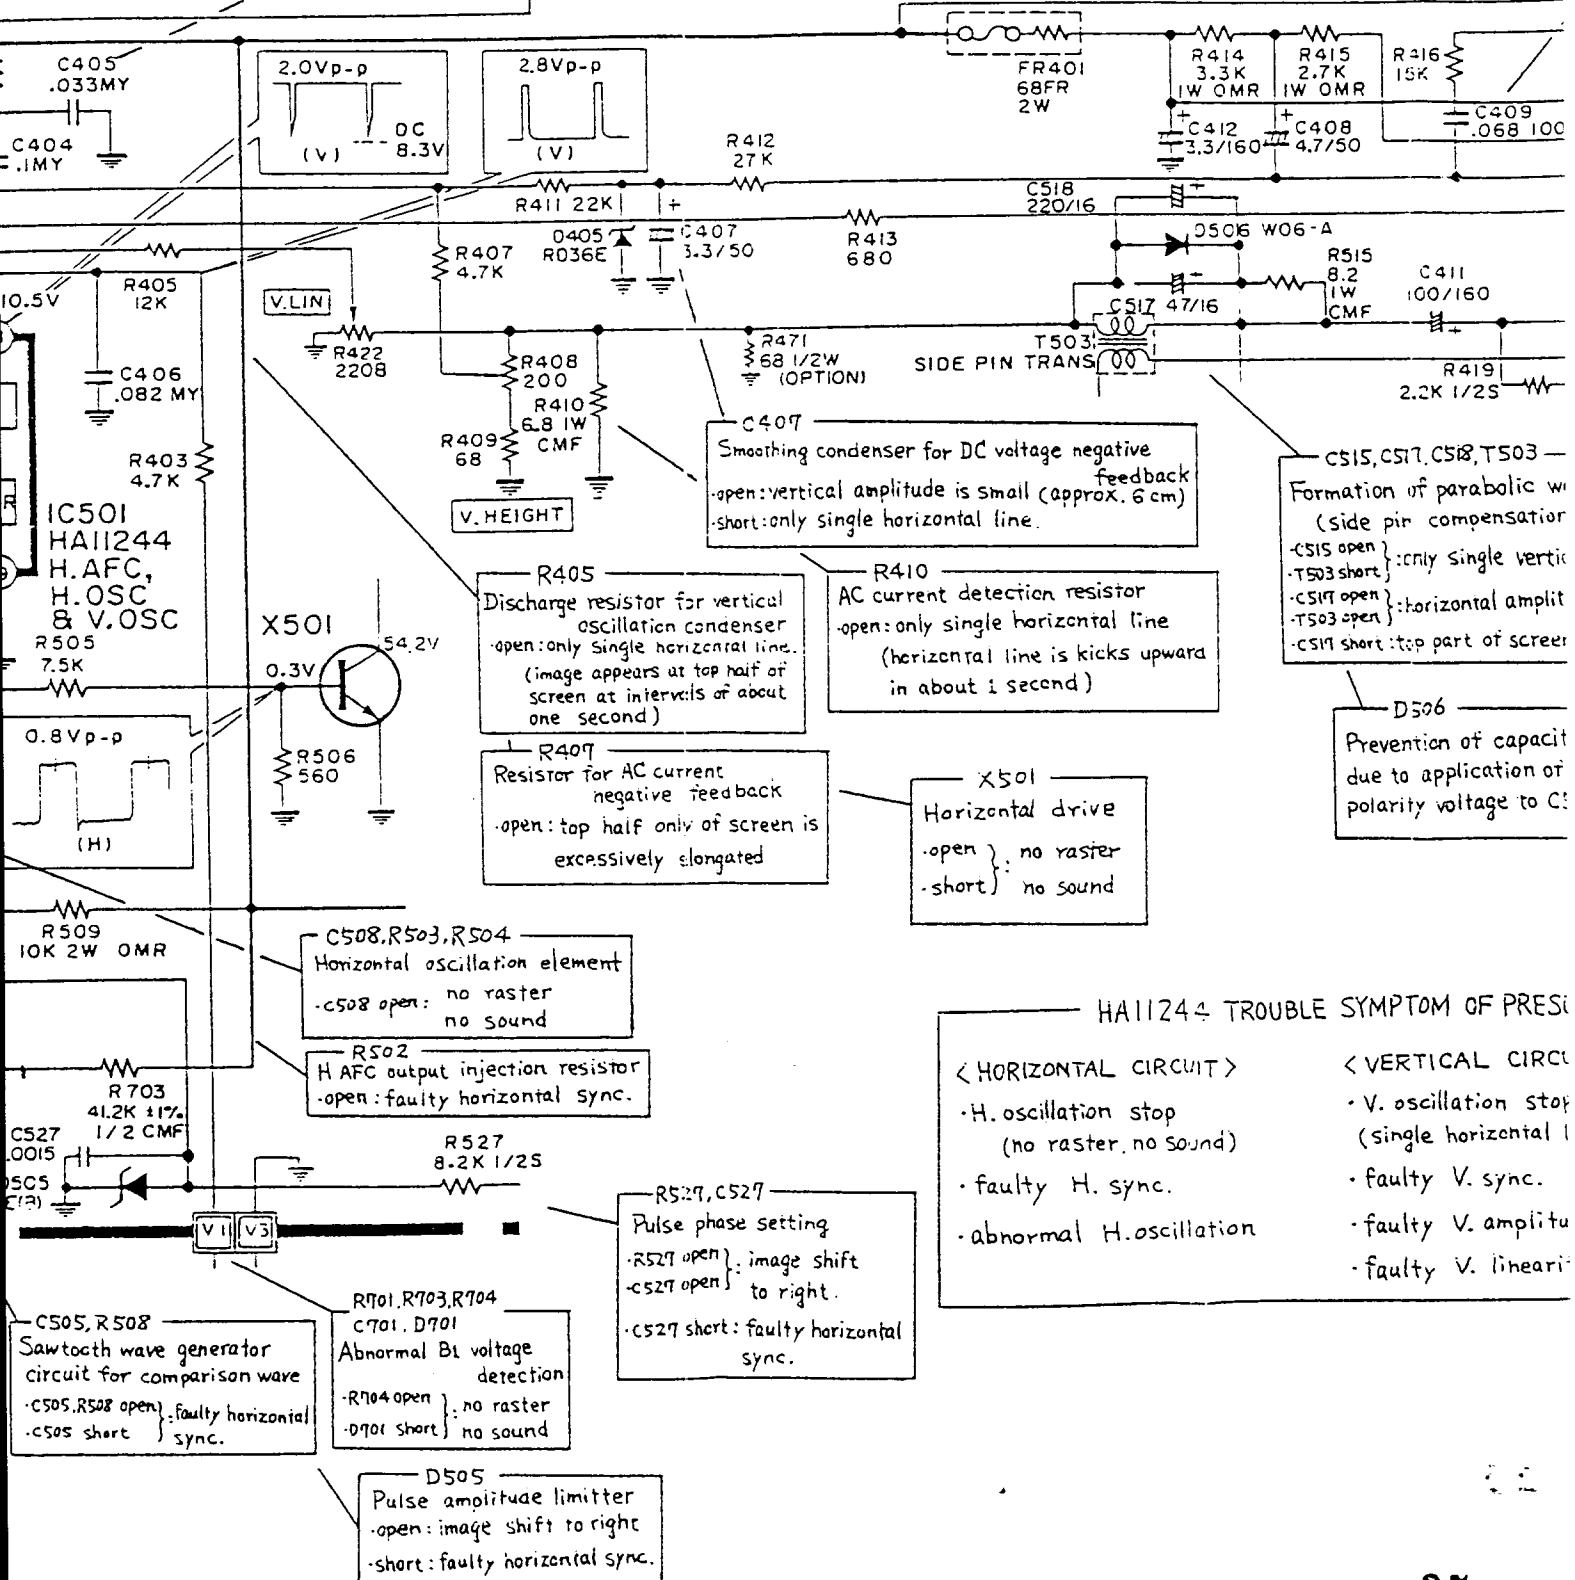 C405
.033MY
C404
.1MY
2.0Vp-p
DC
8.3V
(V)
2.8Vp-p
(V)
FR401
68FR
2W
R414
3.3K
1W OMR
R415
2.7K
1W OMR
R416
15K
C409
.068 100
+
C412
3.3/160
+
C408
4.7/50
R412
27K
R411 22K
D405
RD36E
+
C407
3.3/50
R413
680
C518
220/16
+
D506 W06-A
R515
8.2
1W
CMF
C411
100/160
+
C517 47/16
+
T503
SIDE PIN TRANS
R419
2.2K 1/2S
R407
4.7K
R405
12K
10.5V
V.LIN
R422
220B
C406
.082 MY
R408
200
R410
6.8 1W
CMF
R409
68
R471
68 1/2W
(OPTION)
V.HEIGHT
R403
4.7K
IC501
HA11244
H.AFC,
H.OSC
& V.OSC
R505
7.5K
X501
54.2V
0.3V
R506
560
0.8Vp-p
(H)
R509
10K 2W OMR
R703
41.2K ±1%
1/2 CMF
C527
.0015
D505
R527
8.2K 1/2S
V1
V3
C407
Smoothing condenser for DC voltage negative
feedback
·open: vertical amplitude is small (approx. 6 cm)
·short: only single horizontal line.
R405
Discharge resistor for vertical
oscillation condenser
·open: only single horizontal line.
(image appears at top half of
screen at intervals of about
one second)
R410
AC current detection resistor
·open: only single horizontal line
(horizontal line is kicks upward
in about 1 second)
C515, C517, C518, T503
Formation of parabolic
(side pin compensation
·C515 open
·T503 short
:only single
·C517 open
·T503 open
:horizontal
·C517 short: top part of screen
D506
Prevention of
due to application of
polarity voltage to
R407
Resistor for AC current
negative feedback
·open: top half only of screen is
excessively elongated
X501
Horizontal drive
·open
·short
: no raster
no sound
C508, R503, R504
Horizontal oscillation element
·C508 open: no raster
no sound
R502
H AFC output injection resistor
·open: faulty horizontal sync.
HA11244 TROUBLE SYMPTOM OF
<HORIZONTAL CIRCUIT>
·H. oscillation stop
(no raster, no sound)
·faulty H. sync.
·abnormal H. oscillation
<VERTICAL
·V. oscillation stop
(single horizontal
·faulty V. sync.
·faulty V.
·faulty V.
R527, C527
Pulse phase setting
·R527 open
·C527 open
: image shift
to right.
·C527 short: faulty horizontal
sync.
C505, R508
Sawtooth wave generator
circuit for comparison wave
·C505, R508 open
·C505 short
: faulty horizontal
sync.
R701, R703, R704
C701, D701
Abnormal B1 voltage
detection
·R704 open
·D701 short
: no raster
no sound
D505
Pulse amplitude limitter
·open: image shift to right
·short: faulty horizontal sync.